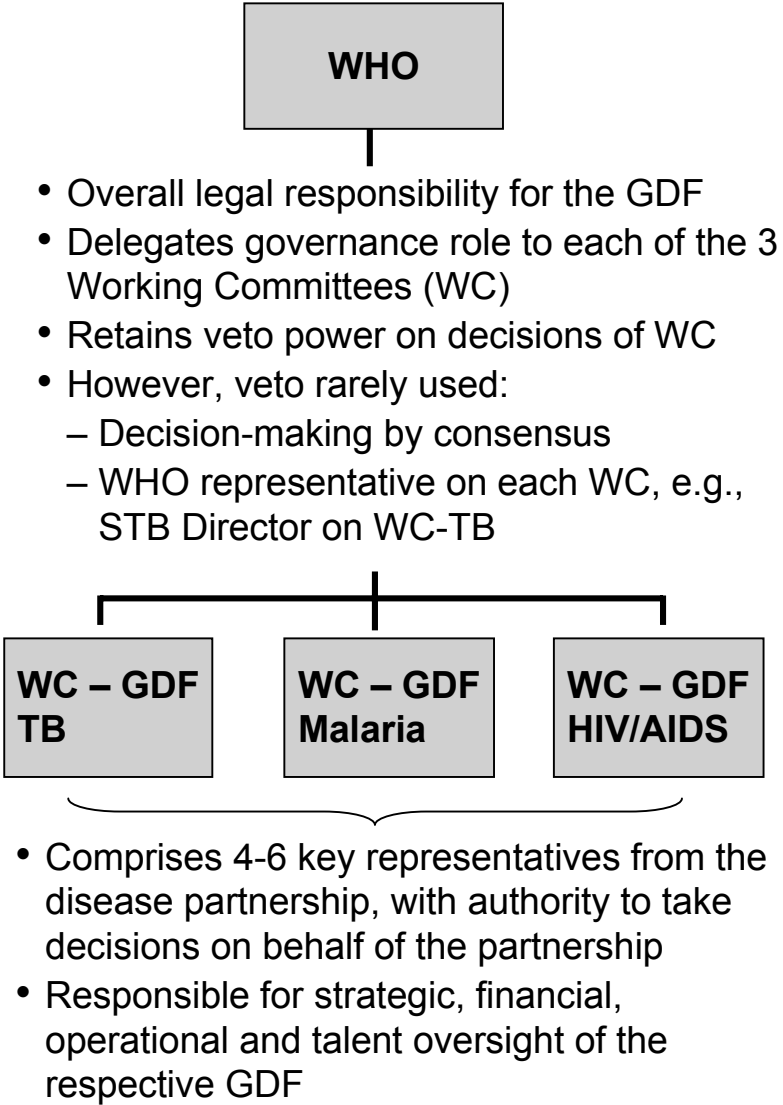 WHO
• Overall legal responsibility for the GDF
• Delegates governance role to each of the 3
Working Committees (WC)
• Retains veto power on decisions of WC
• However, veto rarely used:
– Decision-making by consensus
– WHO representative on each WC, e.g.,
STB Director on WC-TB
WC – GDF
TB
WC – GDF
Malaria
WC – GDF
HIV/AIDS
• Comprises 4-6 key representatives from the
disease partnership, with authority to take
decisions on behalf of the partnership
• Responsible for strategic, financial,
operational and talent oversight of the
respective GDF